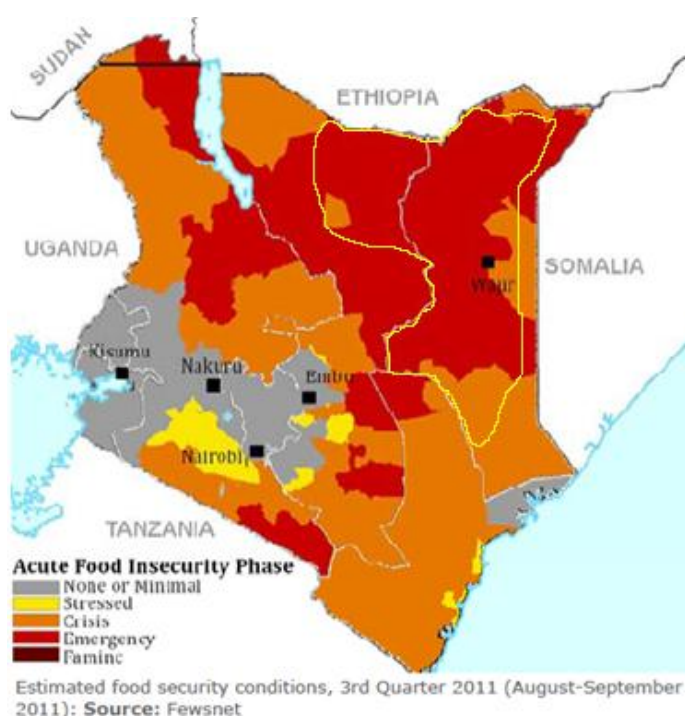 SUDAN
ETHIOPIA
UGANDA
SOMALIA
Wajir
Kisumu
Nakuru
Embu
Nairobi
TANZANIA
Acute Food Insecurity Phase
None or Minimal
Stressed
Crisis
Emergency
Famine
Estimated food security conditions, 3rd Quarter 2011 (August-September
2011): Source: Fewsnet